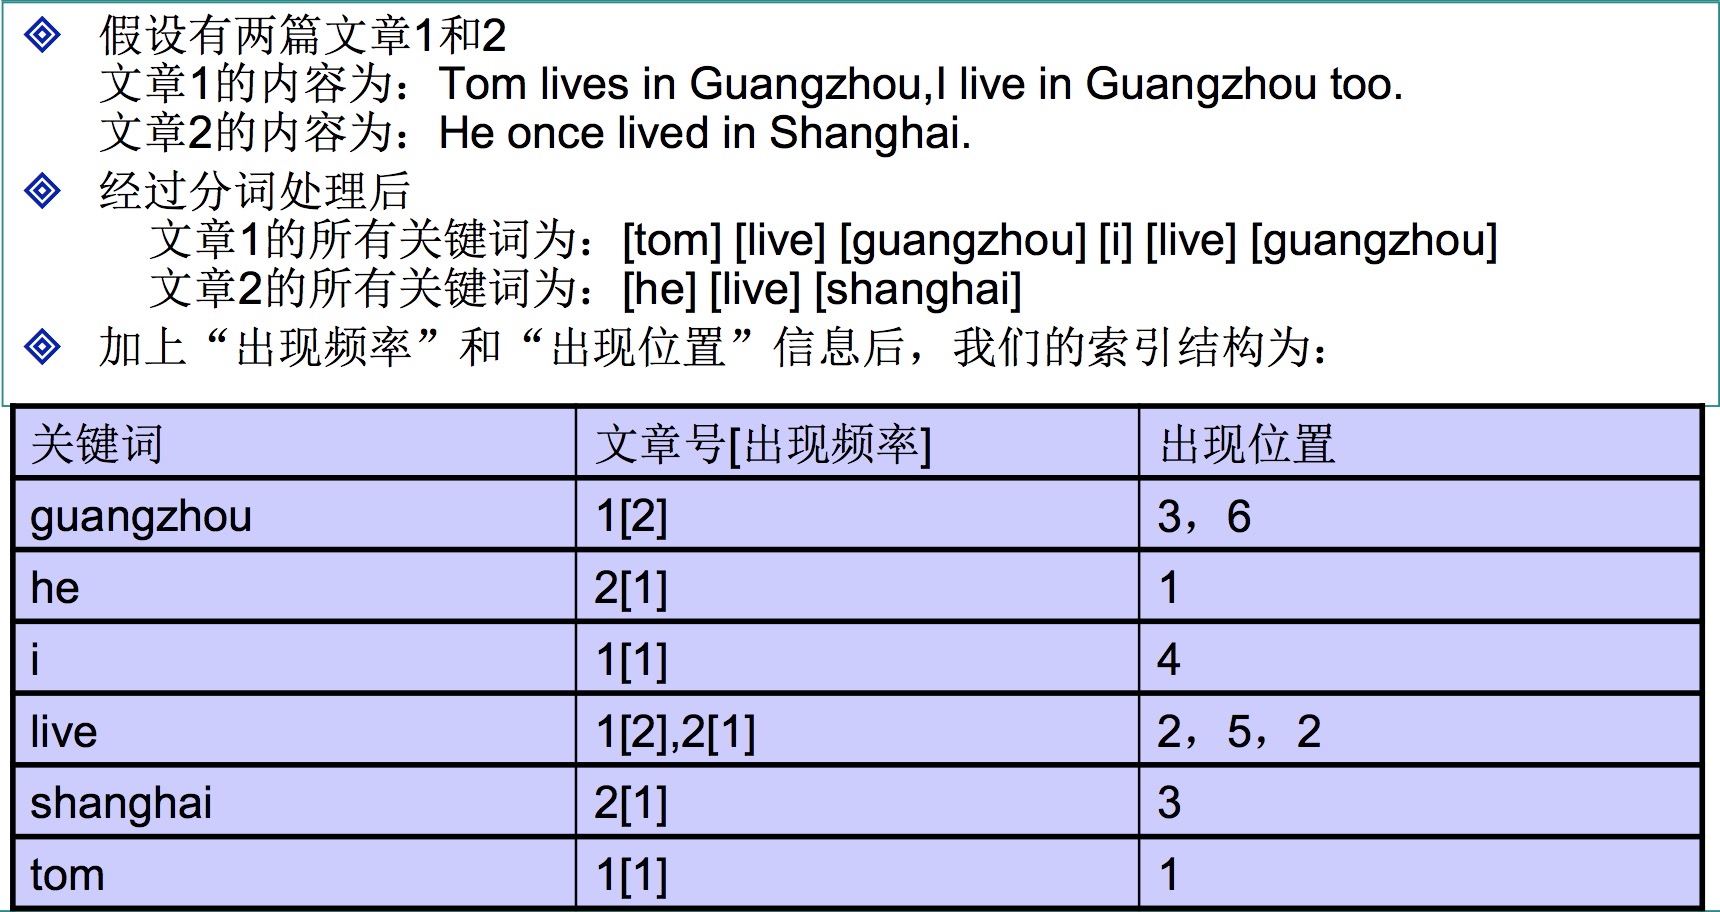 假设有两篇文章1和2
文章1的内容为：Tom lives in Guangzhou,I live in Guangzhou too.
文章2的内容为：He once lived in Shanghai.
经过分词处理后
文章1的所有关键词为：[tom] [live] [guangzhou] [i] [live] [guangzhou]
文章2的所有关键词为：[he] [live] [shanghai]
加上“出现频率”和“出现位置”信息后，我们的索引结构为：
关键词 文章号[出现频率] 出现位置
guangzhou 1[2] 3，6
he 2[1] 1
i 1[1] 4
live 1[2],2[1] 2，5，2
shanghai 2[1] 3
tom 1[1] 1